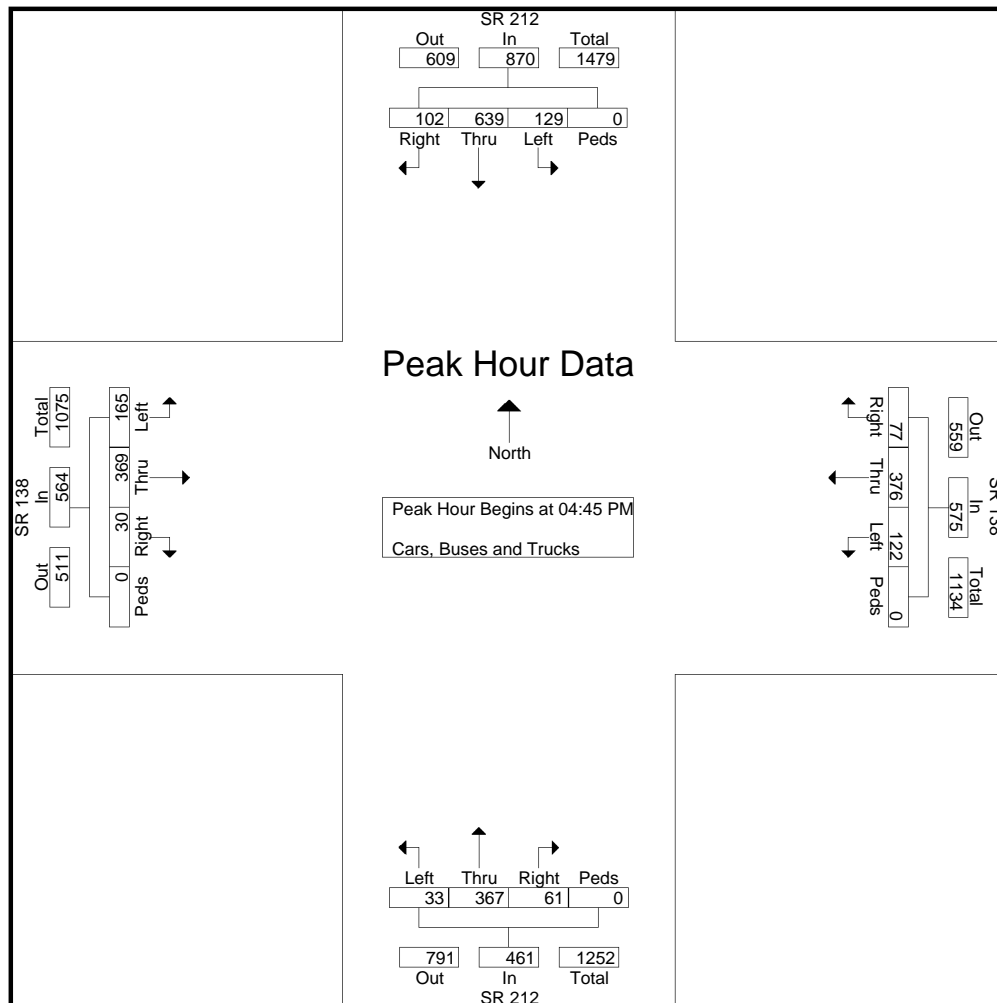 SR 212
Out In Total
609 870 1479
102 639 129 0
Right Thru Left Peds
Peak Hour Data
North
Peak Hour Begins at 04:45 PM
Cars, Buses and Trucks
SR 138
Total In Out
1075 564 511
165 369 30 0
Left Thru Right Peds
Right Thru Left Peds
77 376 122 0
Out In Total
559 575 1134
SR 138
Left Thru Right Peds
33 367 61 0
791 461 1252
Out In Total
SR 212